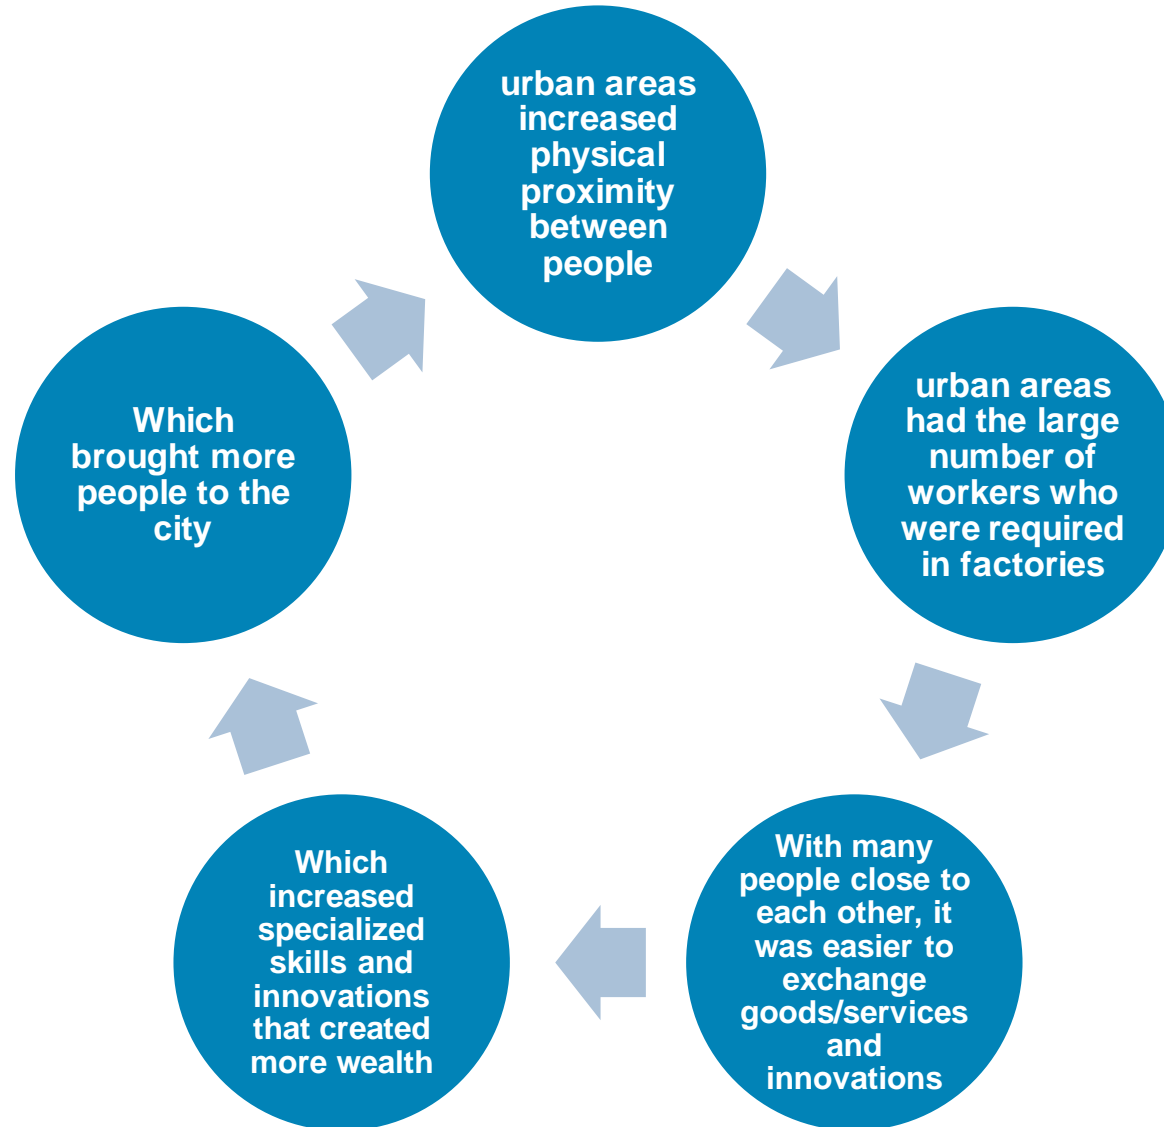 urban areas
increased
physical
proximity
between
people
urban areas
had the large
number of
workers who
were required
in factories
With many
people close to
each other, it
was easier to
exchange
goods/services
and
innovations
Which
increased
specialized
skills and
innovations
that created
more wealth
Which
brought more
people to the
city